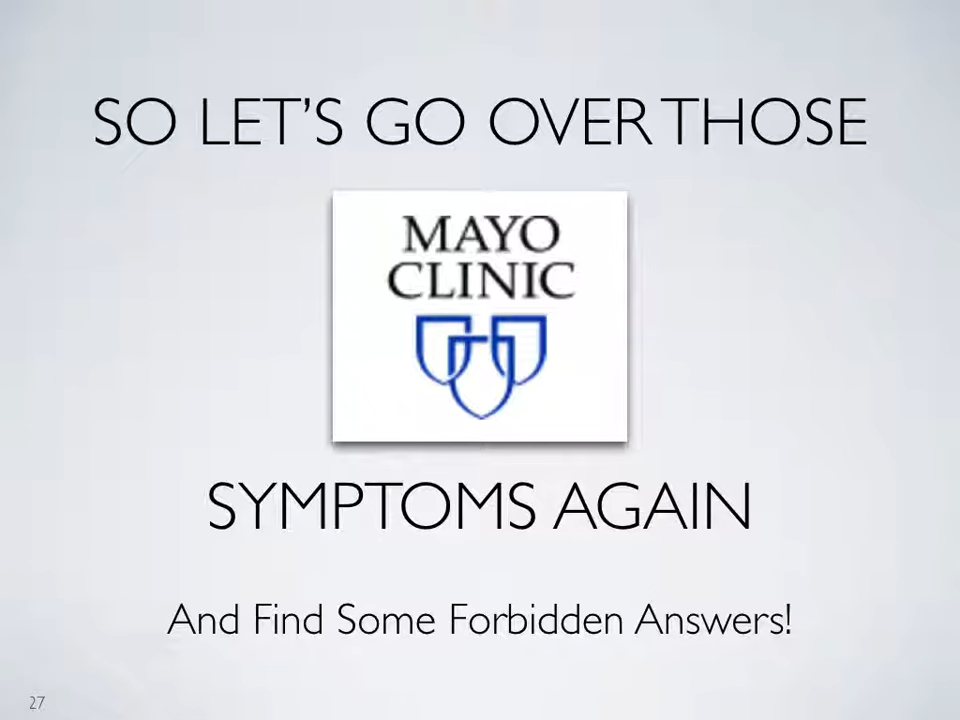 SO LET'S GO OVER THOSE
MAYO
CLINIC
SYMPTOMS AGAIN
And Find Some Forbidden Answers!
27